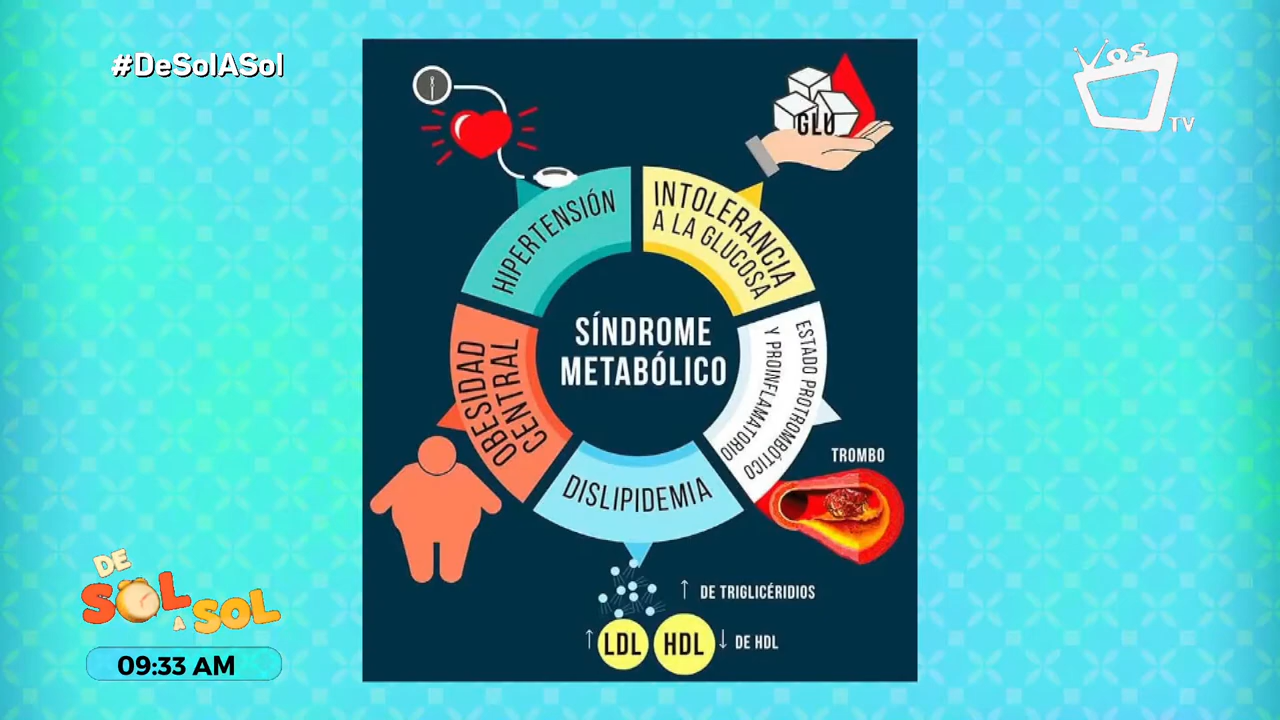 #DeSolASol
VOS
TV
GLU
HIPERTENSIÓN
INTOLERANCIA
A LA GLUCOSA
SÍNDROME
METABÓLICO
ESTADO PROTROMBÓTICO
Y PROINFLAMATORIO
OBESIDAD
CENTRAL
DISLIPIDEMIA
TROMBO
↑ DE TRIGLICÉRIDIOS
↑ LDL HDL ↓ DE HDL
DE
SOL
A SOL
09:33 AM